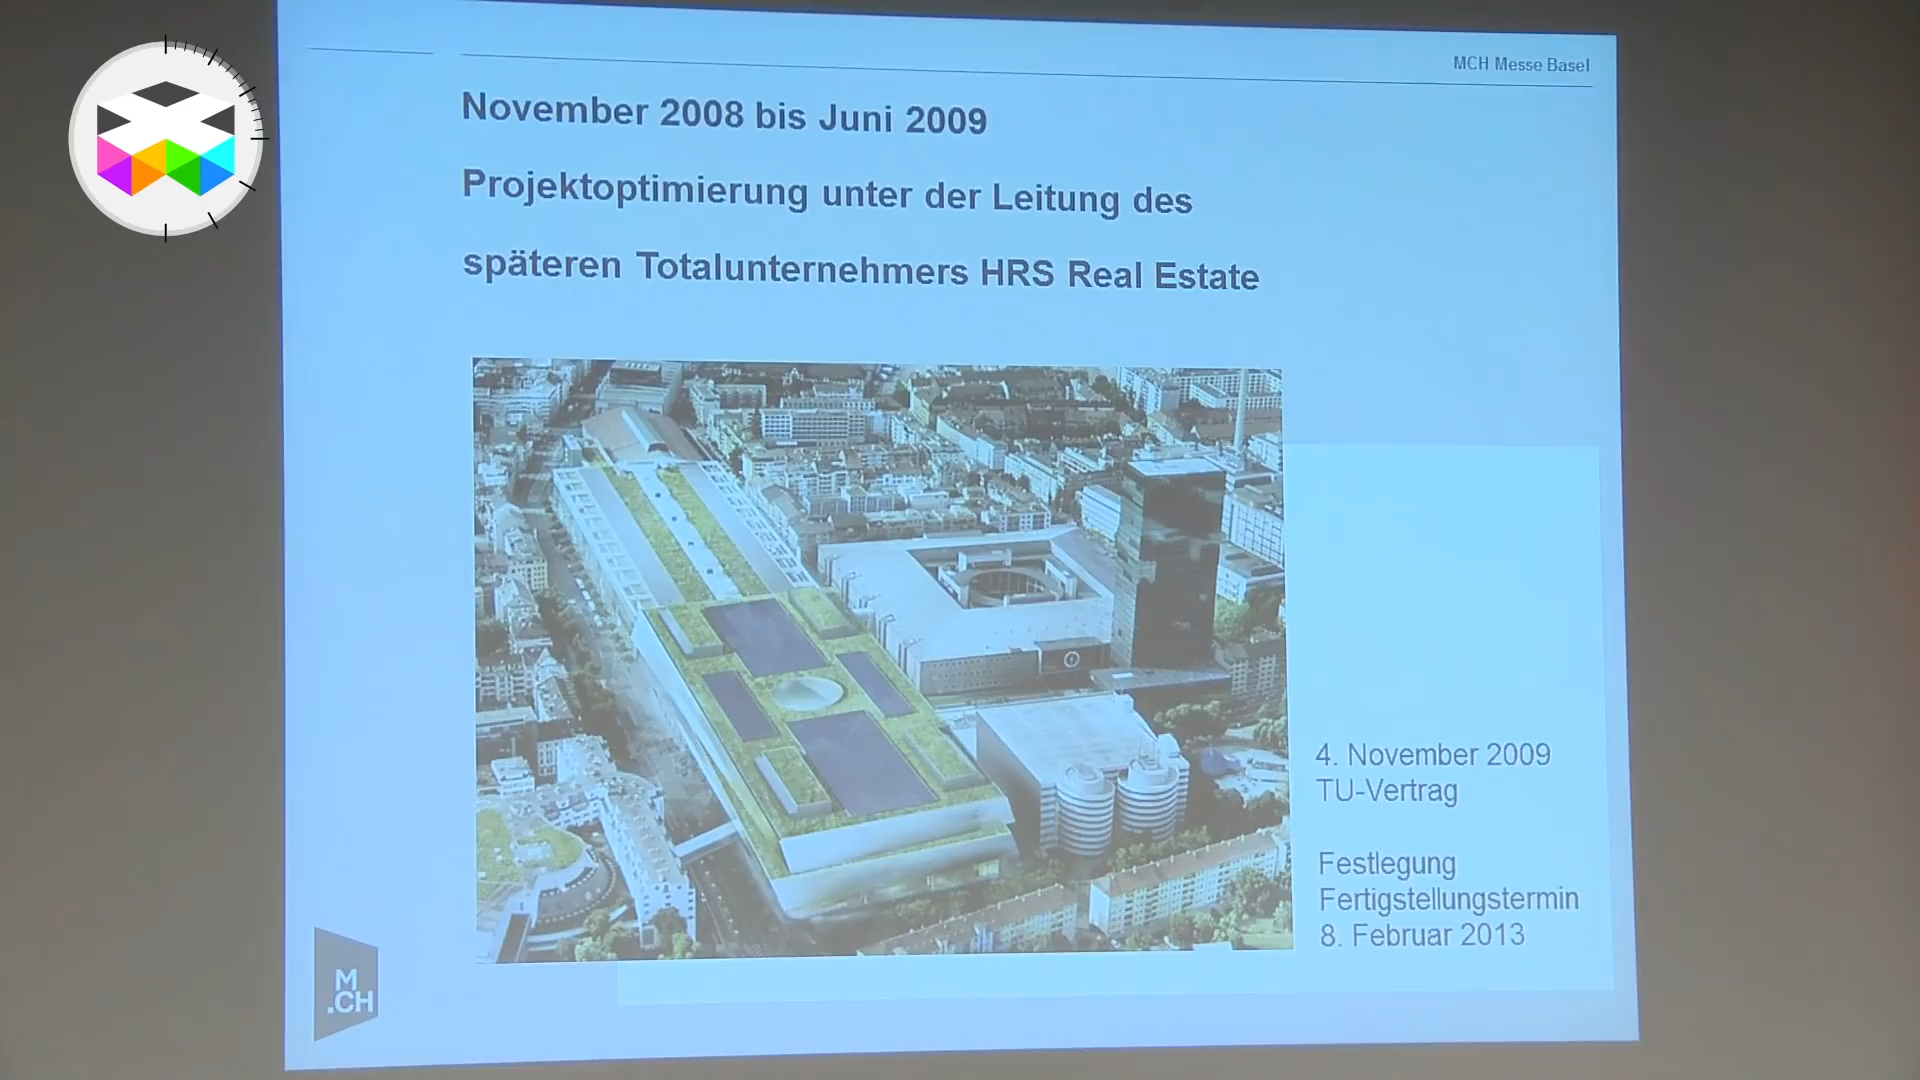 MCH Messe Basel
November 2008 bis Juni 2009
Projektoptimierung unter der Leitung des
späteren Totalunternehmers HRS Real Estate
4. November 2009
TU-Vertrag
Festlegung
Fertigstellungstermin
8. Februar 2013
M
.CH